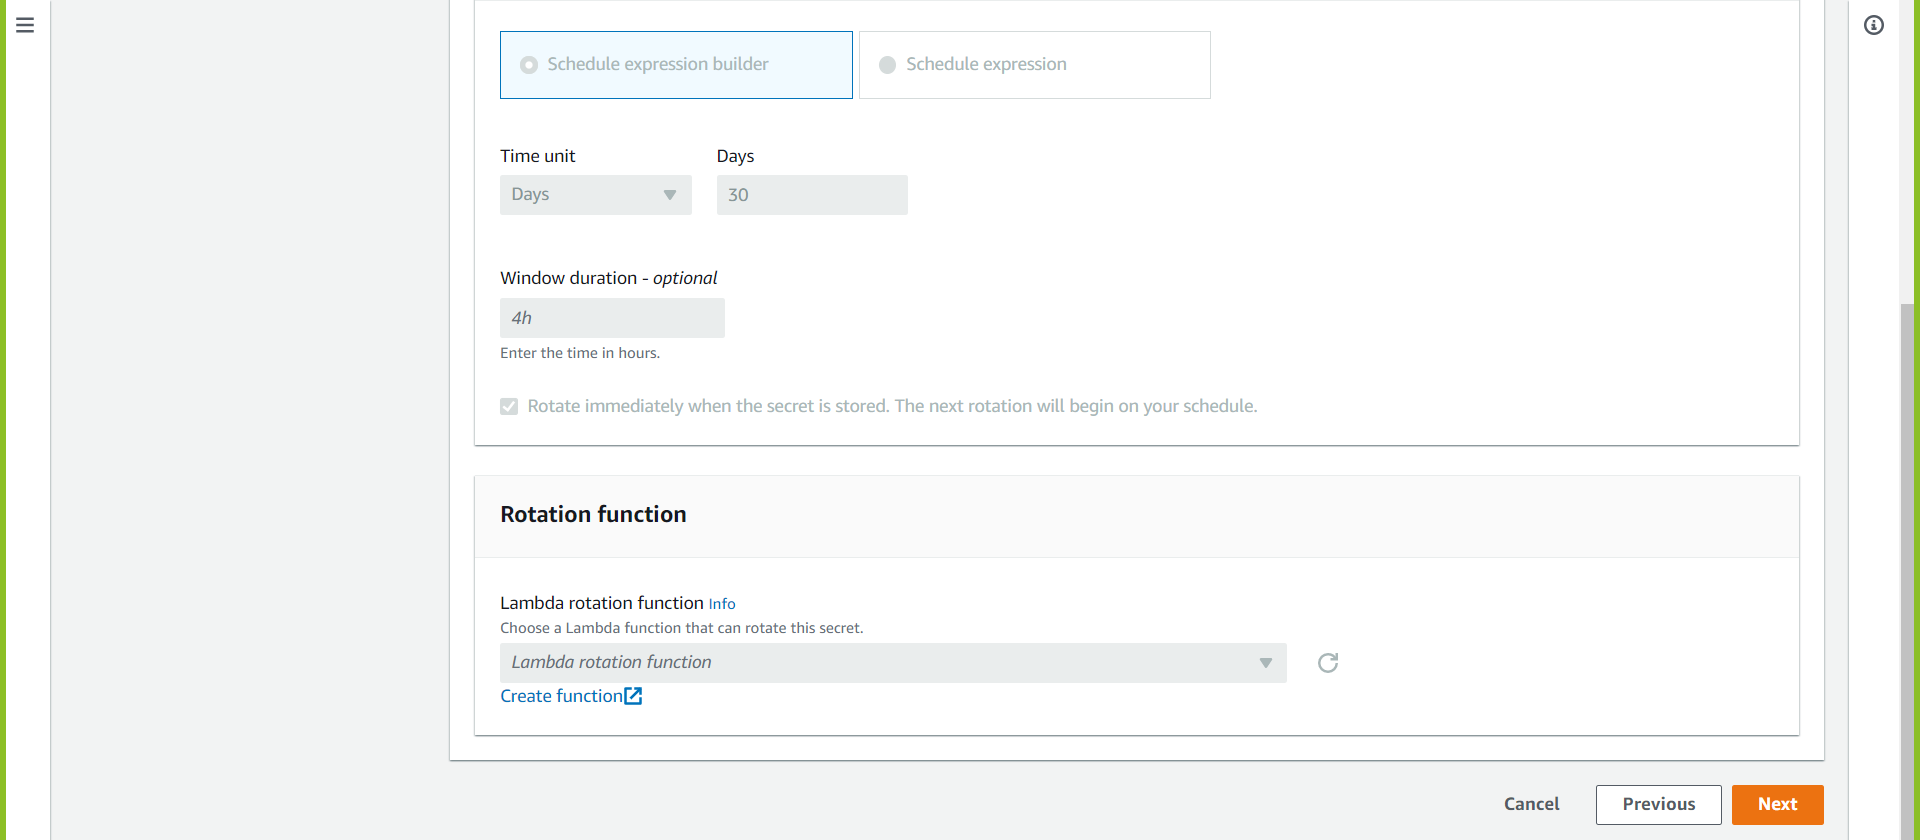 Schedule expression builder
Schedule expression
Time unit
Days
Days
30
Window duration - optional
4h
Enter the time in hours.
Rotate immediately when the secret is stored. The next rotation will begin on your schedule.
Rotation function
Lambda rotation function Info
Choose a Lambda function that can rotate this secret.
Lambda rotation function
Create function
Cancel
Previous
Next